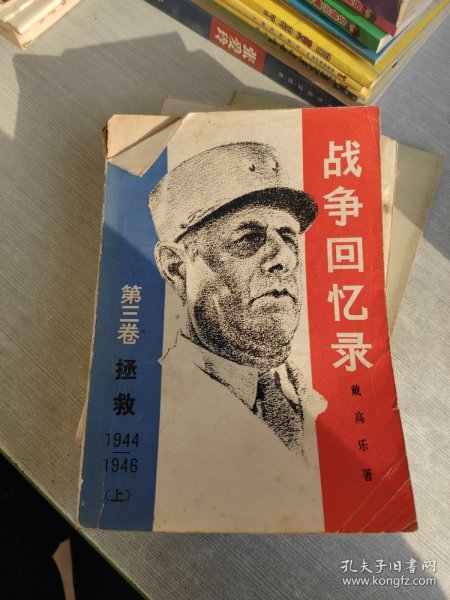 战争回忆录
戴高乐 著
第三卷 拯救
1944
1946
(上)
孔夫子旧书网
www.kongfz.com